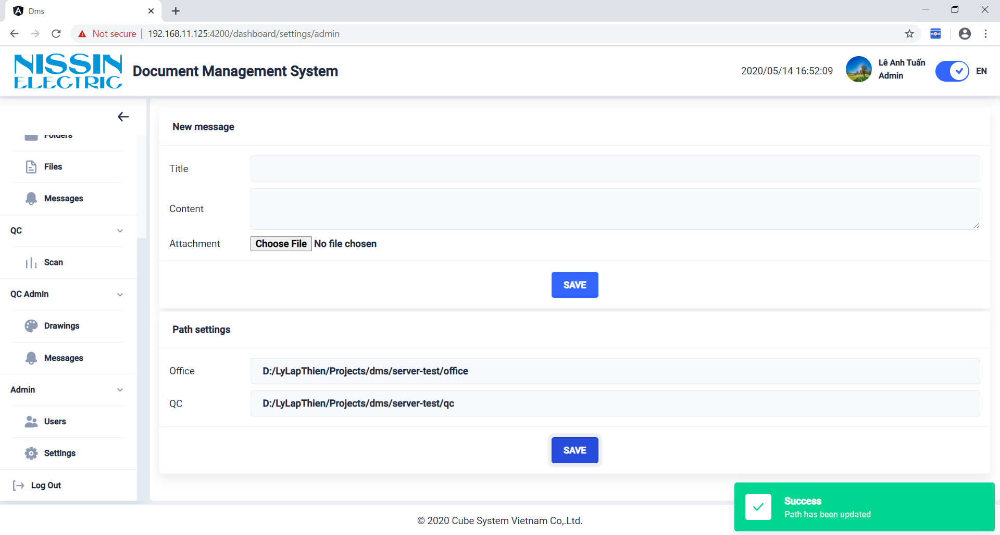 Dms
Not secure | 192.168.11.125:4200/dashboard/settings/admin
NISSIN
ELECTRIC
Document Management System
2020/05/14 16:52:09
Lê Anh Tuấn
Admin
EN
Folders
Files
Messages
QC
Scan
QC Admin
Drawings
Messages
Admin
Users
Settings
Log Out
New message
Title
Content
Attachment Choose File No file chosen
SAVE
Path settings
Office D:/LyLapThien/Projects/dms/server-test/office
QC D:/LyLapThien/Projects/dms/server-test/qc
SAVE
Success
Path has been updated
© 2020 Cube System Vietnam Co,.Ltd.